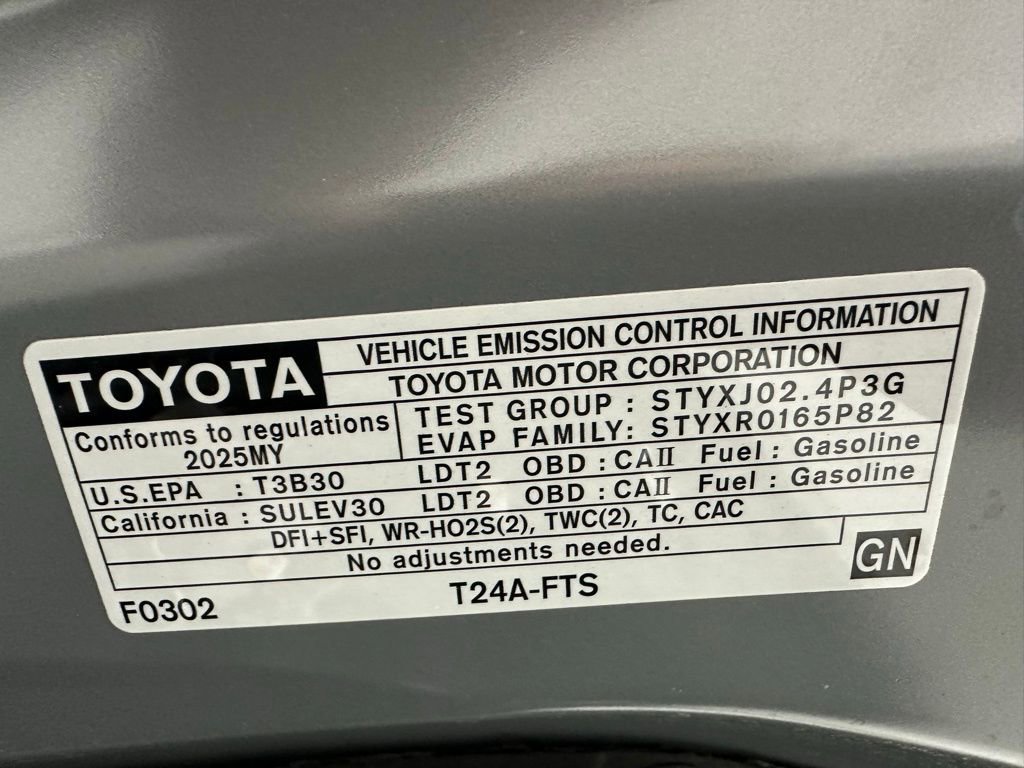 TOYOTA
VEHICLE EMISSION CONTROL INFORMATION
TOYOTA MOTOR CORPORATION
Conforms to regulations
2025MY
TEST GROUP : STYXJ02.4P3G
EVAP FAMILY: STYXR0165P82
U.S.EPA : T3B30 LDT2 OBD : CAII Fuel : Gasoline
California : SULEV30 LDT2 OBD : CAII Fuel : Gasoline
DFI+SFI, WR-HO2S(2), TWC(2), TC, CAC
No adjustments needed.
GN
F0302 T24A-FTS